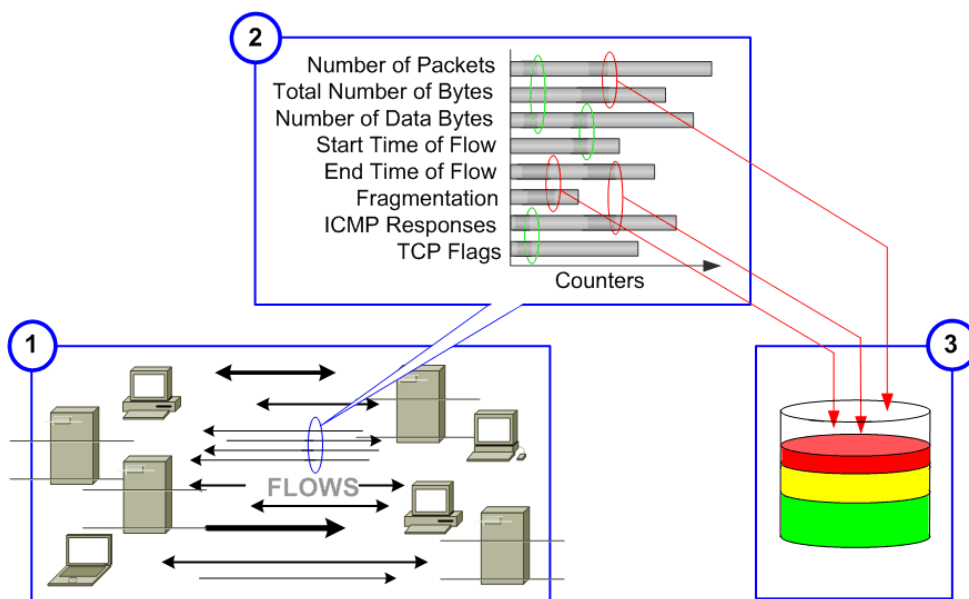 2
Number of Packets
Total Number of Bytes
Number of Data Bytes
Start Time of Flow
End Time of Flow
Fragmentation
ICMP Responses
TCP Flags
Counters
1
FLOWS
3